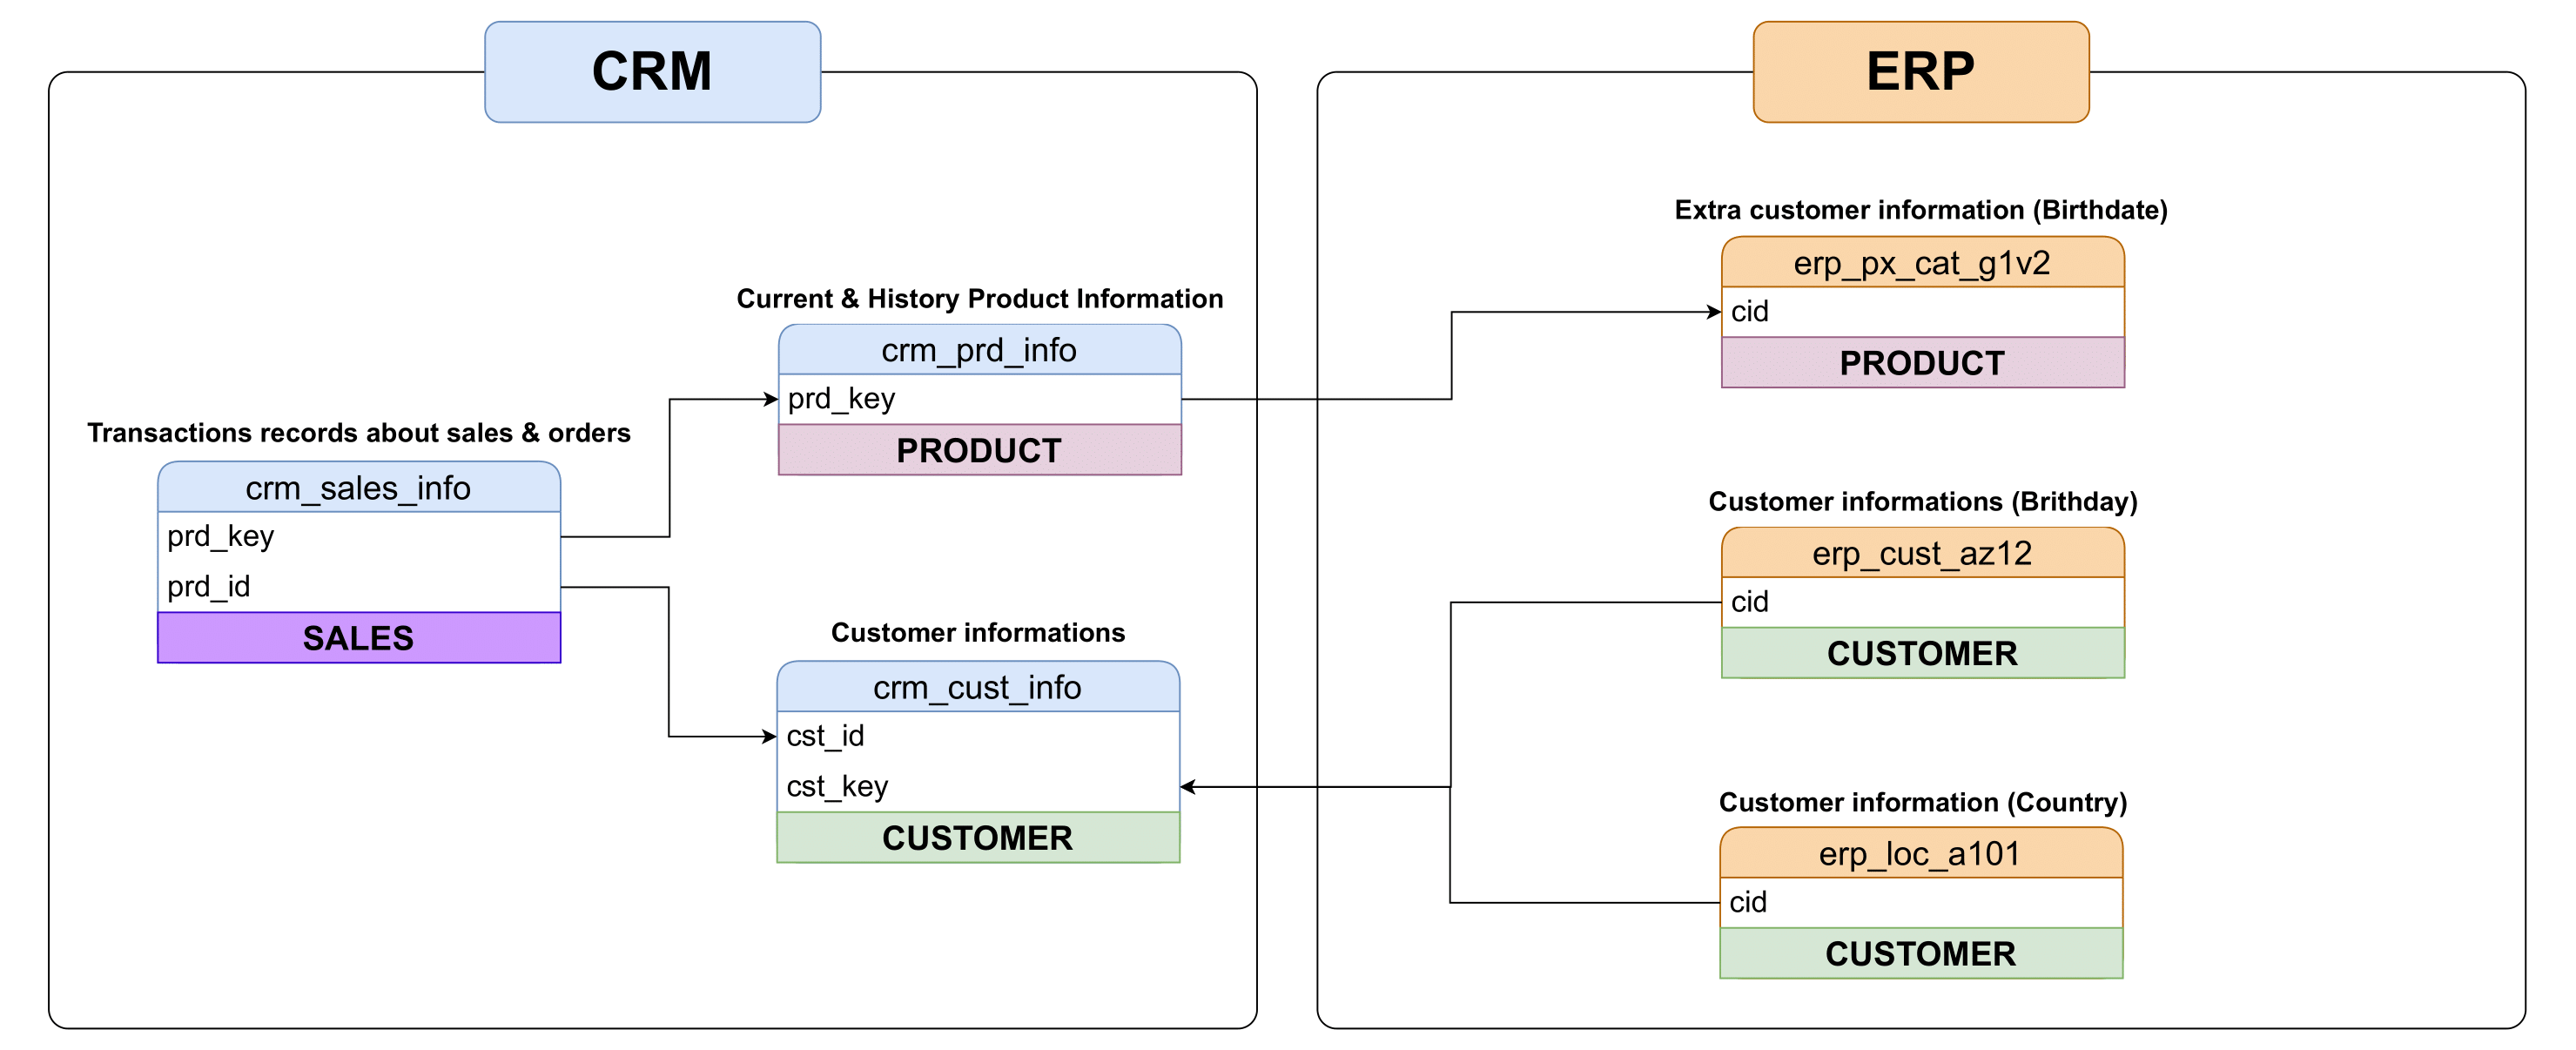 CRM
Transactions records about sales & orders
crm_sales_info
prd_key
prd_id
SALES
Current & History Product Information
crm_prd_info
prd_key
PRODUCT
Customer informations
crm_cust_info
cst_id
cst_key
CUSTOMER
ERP
Extra customer information (Birthdate)
erp_px_cat_g1v2
cid
PRODUCT
Customer informations (Brithday)
erp_cust_az12
cid
CUSTOMER
Customer information (Country)
erp_loc_a101
cid
CUSTOMER